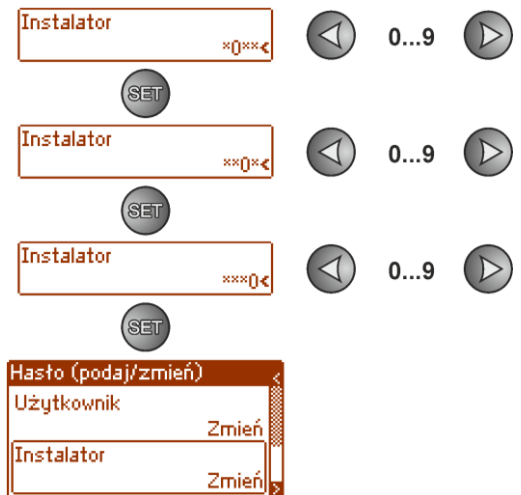 Instalator
*0**< 0...9
SET
Instalator
**0*< 0...9
SET
Instalator
***0< 0...9
SET
Hasło (podaj/zmień) <
Użytkownik
Zmień
Instalator
Zmień >